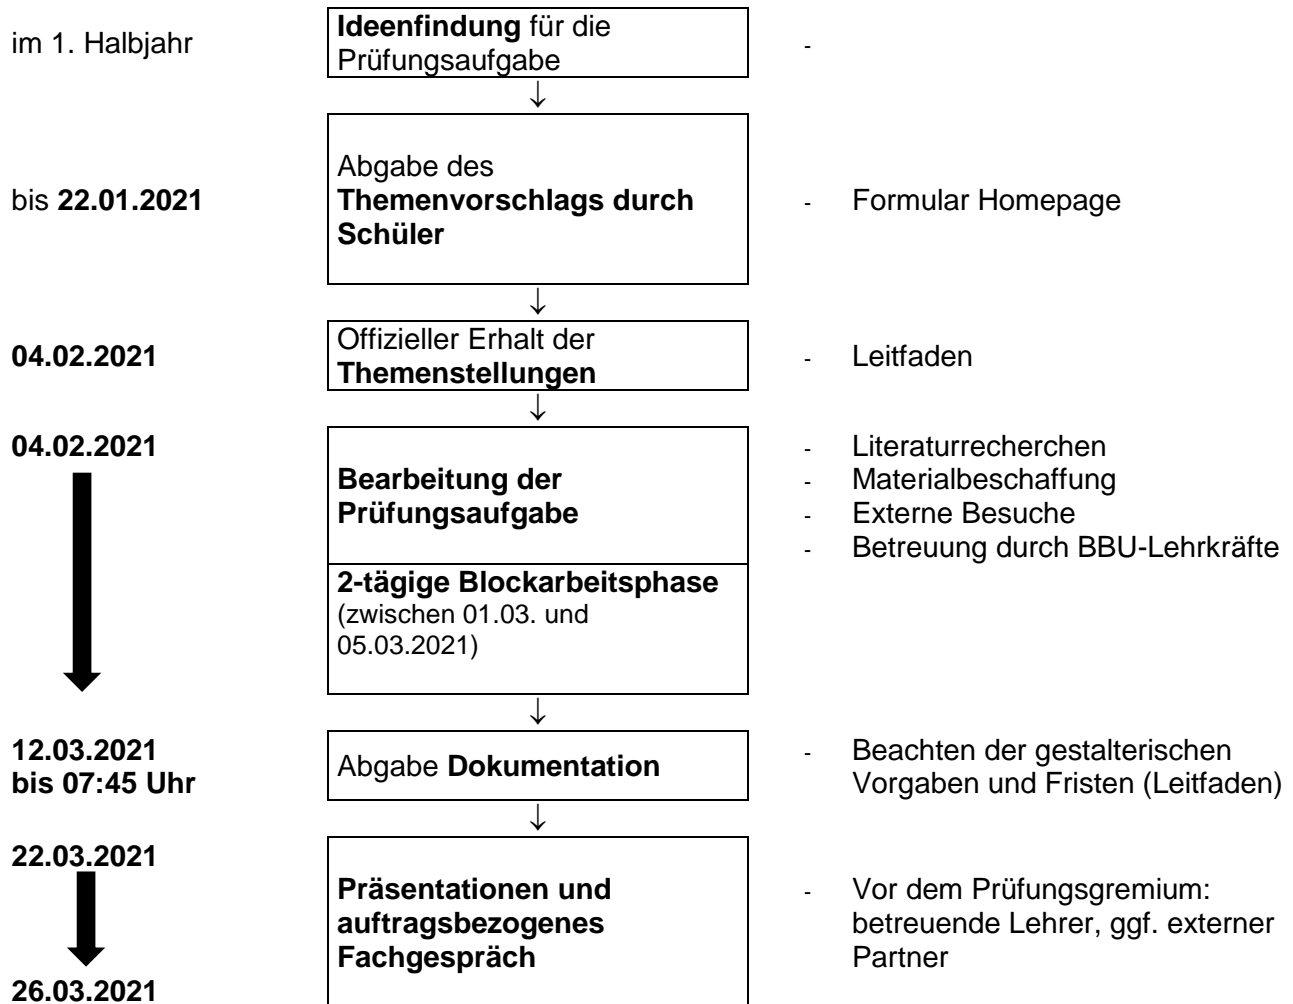 im 1. Halbjahr
Ideenfindung für die
Prüfungsaufgabe
-
↓
bis 22.01.2021
Abgabe des
Themenvorschlags durch
Schüler
- Formular Homepage
↓
04.02.2021
Offizieller Erhalt der
Themenstellungen
- Leitfaden
↓
04.02.2021
Bearbeitung der
Prüfungsaufgabe
- Literaturrecherchen
- Materialbeschaffung
- Externe Besuche
- Betreuung durch BBU-Lehrkräfte
2-tägige Blockarbeitsphase
(zwischen 01.03. und
05.03.2021)
↓
12.03.2021
bis 07:45 Uhr
Abgabe Dokumentation
- Beachten der gestalterischen
Vorgaben und Fristen (Leitfaden)
↓
22.03.2021
Präsentationen und
auftragsbezogenes
Fachgespräch
- Vor dem Prüfungsgremium:
betreuende Lehrer, ggf. externer
Partner
26.03.2021